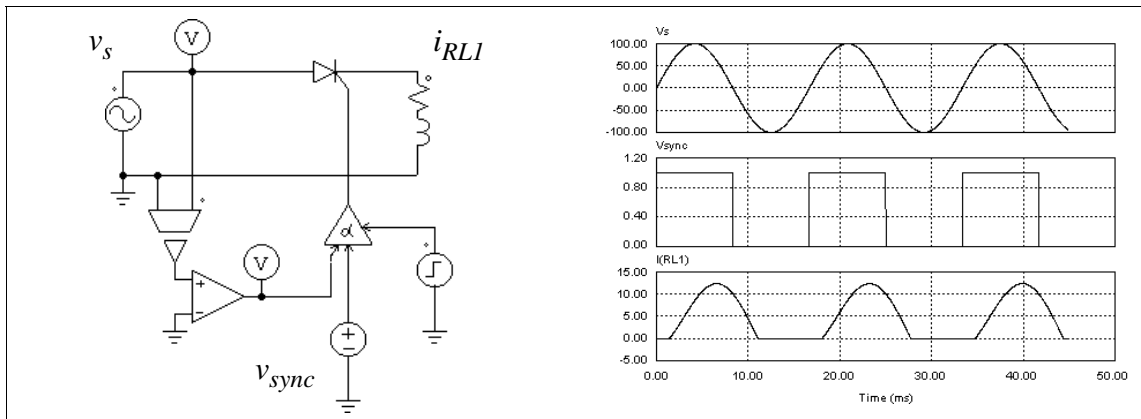 v_s
V
i_RL1
α
V
+
−
+
−
v_sync
Vs
100.00
50.00
0.00
-50.00
-100.00
Vsync
1.20
0.80
0.40
0.00
I(RL1)
15.00
10.00
5.00
0.00
-5.00
0.00 10.00 20.00 30.00 40.00 50.00
Time (ms)